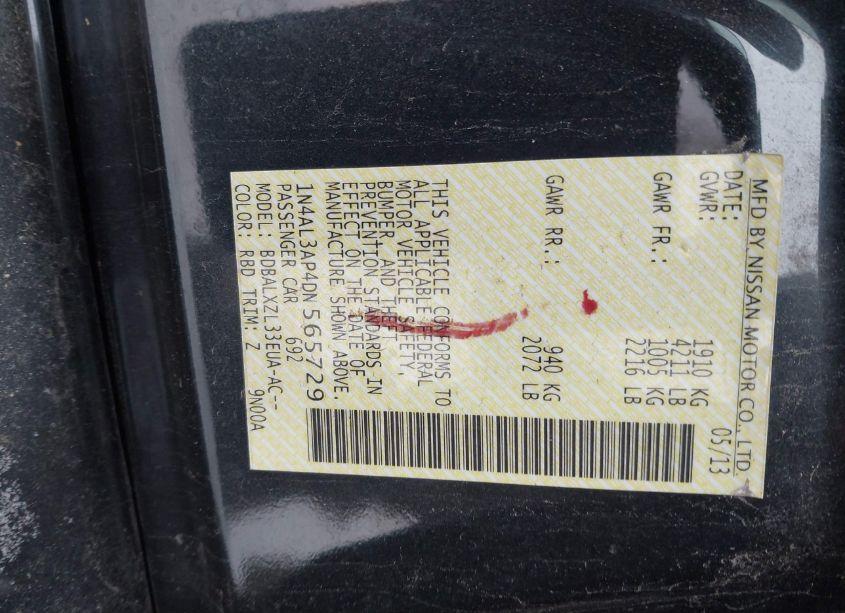 MFD BY NISSAN MOTOR CO., LTD.
DATE: 05/13
GVWR: 1910 KG
4211 LB
GAWR FR.: 1005 KG
2216 LB
GAWR RR.: 940 KG
2072 LB
THIS VEHICLE CONFORMS TO
ALL APPLICABLE FEDERAL
MOTOR VEHICLE SAFETY,
BUMPER, AND THEFT
PREVENTION STANDARDS IN
EFFECT ON THE DATE OF
MANUFACTURE SHOWN ABOVE.
1N4AL3AP4DN565729
PASSENGER CAR 692
MODEL: BDBALXZL33EUA-AC--
COLOR: RBD TRIM: Z 9N00A